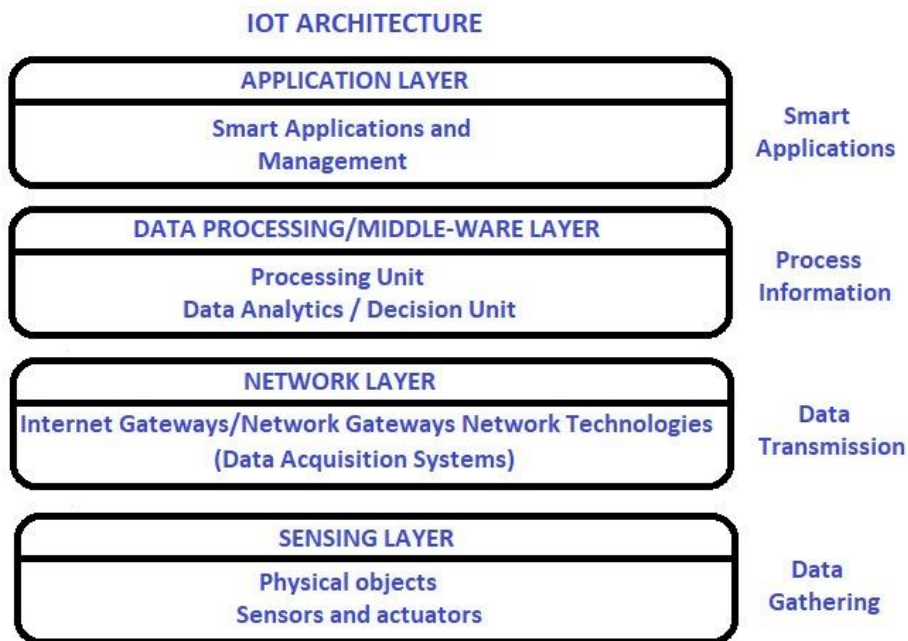 IOT ARCHITECTURE
APPLICATION LAYER
Smart Applications and
Management
Smart
Applications
DATA PROCESSING/MIDDLE-WARE LAYER
Processing Unit
Data Analytics / Decision Unit
Process
Information
NETWORK LAYER
Internet Gateways/Network Gateways Network Technologies
(Data Acquisition Systems)
Data
Transmission
SENSING LAYER
Physical objects
Sensors and actuators
Data
Gathering